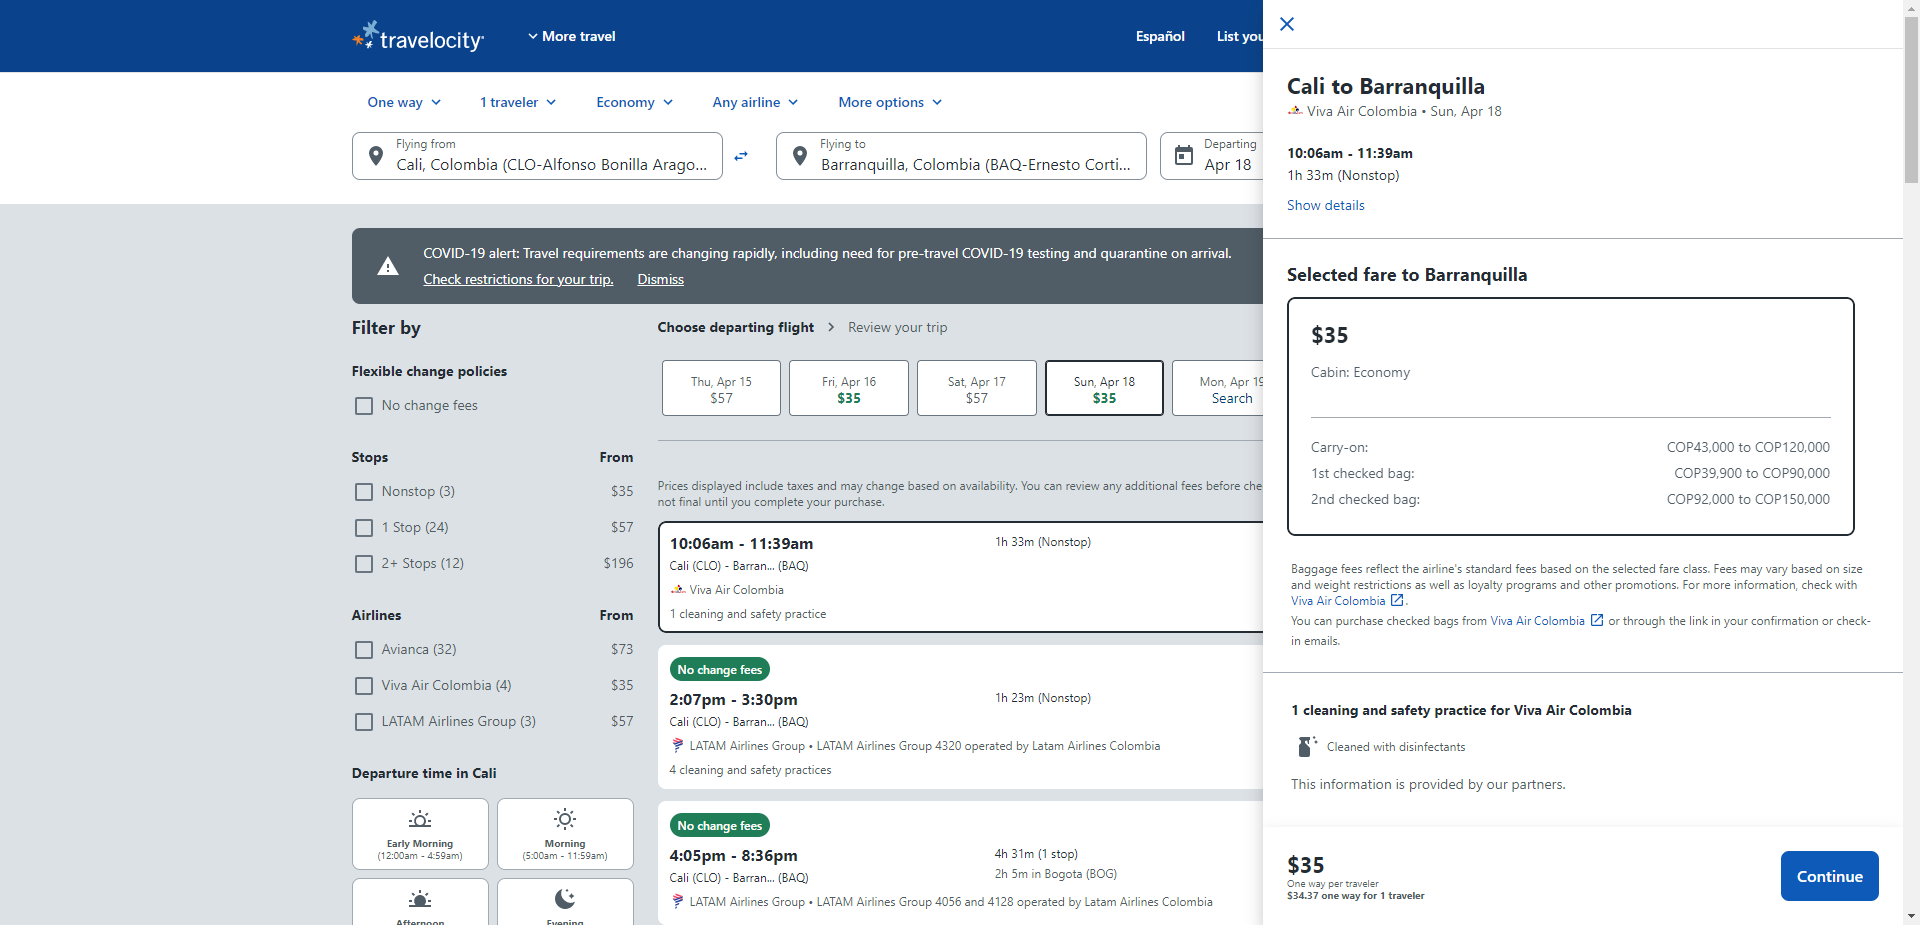 travelocity
More travel
Español
List you
One way
1 traveler
Economy
Any airline
More options
Flying from
Cali, Colombia (CLO-Alfonso Bonilla Arago...
Flying to
Barranquilla, Colombia (BAQ-Ernesto Corti...
Departing
Apr 18
COVID-19 alert: Travel requirements are changing rapidly, including need for pre-travel COVID-19 testing and quarantine on arrival.
Check restrictions for your trip. Dismiss
Filter by
Flexible change policies
No change fees
Stops From
Nonstop (3) $35
1 Stop (24) $57
2+ Stops (12) $196
Airlines From
Avianca (32) $73
Viva Air Colombia (4) $35
LATAM Airlines Group (3) $57
Departure time in Cali
Early Morning
(12:00am - 4:59am)
Morning
(5:00am - 11:59am)
Afternoon
Evening
Choose departing flight Review your trip
Thu, Apr 15
$57
Fri, Apr 16
$35
Sat, Apr 17
$57
Sun, Apr 18
$35
Mon, Apr 19
Search
Prices displayed include taxes and may change based on availability. You can review any additional fees before che
not final until you complete your purchase.
10:06am - 11:39am 1h 33m (Nonstop)
Cali (CLO) - Barran... (BAQ)
Viva Air Colombia
1 cleaning and safety practice
No change fees
2:07pm - 3:30pm 1h 23m (Nonstop)
Cali (CLO) - Barran... (BAQ)
LATAM Airlines Group • LATAM Airlines Group 4320 operated by Latam Airlines Colombia
4 cleaning and safety practices
No change fees
4:05pm - 8:36pm 4h 31m (1 stop)
Cali (CLO) - Barran... (BAQ) 2h 5m in Bogota (BOG)
LATAM Airlines Group • LATAM Airlines Group 4056 and 4128 operated by Latam Airlines Colombia
Cali to Barranquilla
Viva Air Colombia • Sun, Apr 18
10:06am - 11:39am
1h 33m (Nonstop)
Show details
Selected fare to Barranquilla
$35
Cabin: Economy
Carry-on: COP43,000 to COP120,000
1st checked bag: COP39,900 to COP90,000
2nd checked bag: COP92,000 to COP150,000
Baggage fees reflect the airline's standard fees based on the selected fare class. Fees may vary based on size
and weight restrictions as well as loyalty programs and other promotions. For more information, check with
Viva Air Colombia .
You can purchase checked bags from Viva Air Colombia or through the link in your confirmation or check-
in emails.
1 cleaning and safety practice for Viva Air Colombia
Cleaned with disinfectants
This information is provided by our partners.
$35
One way per traveler
$34.37 one way for 1 traveler
Continue